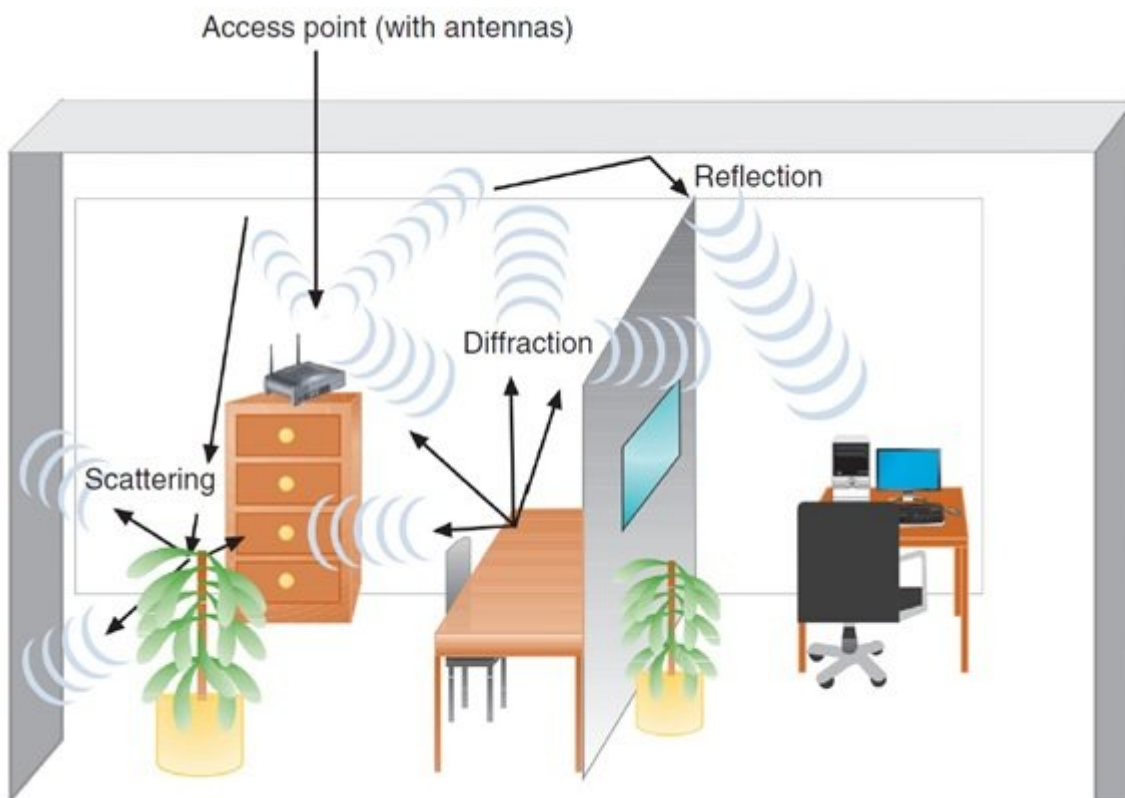 Access point (with antennas)
Reflection
Diffraction
Scattering